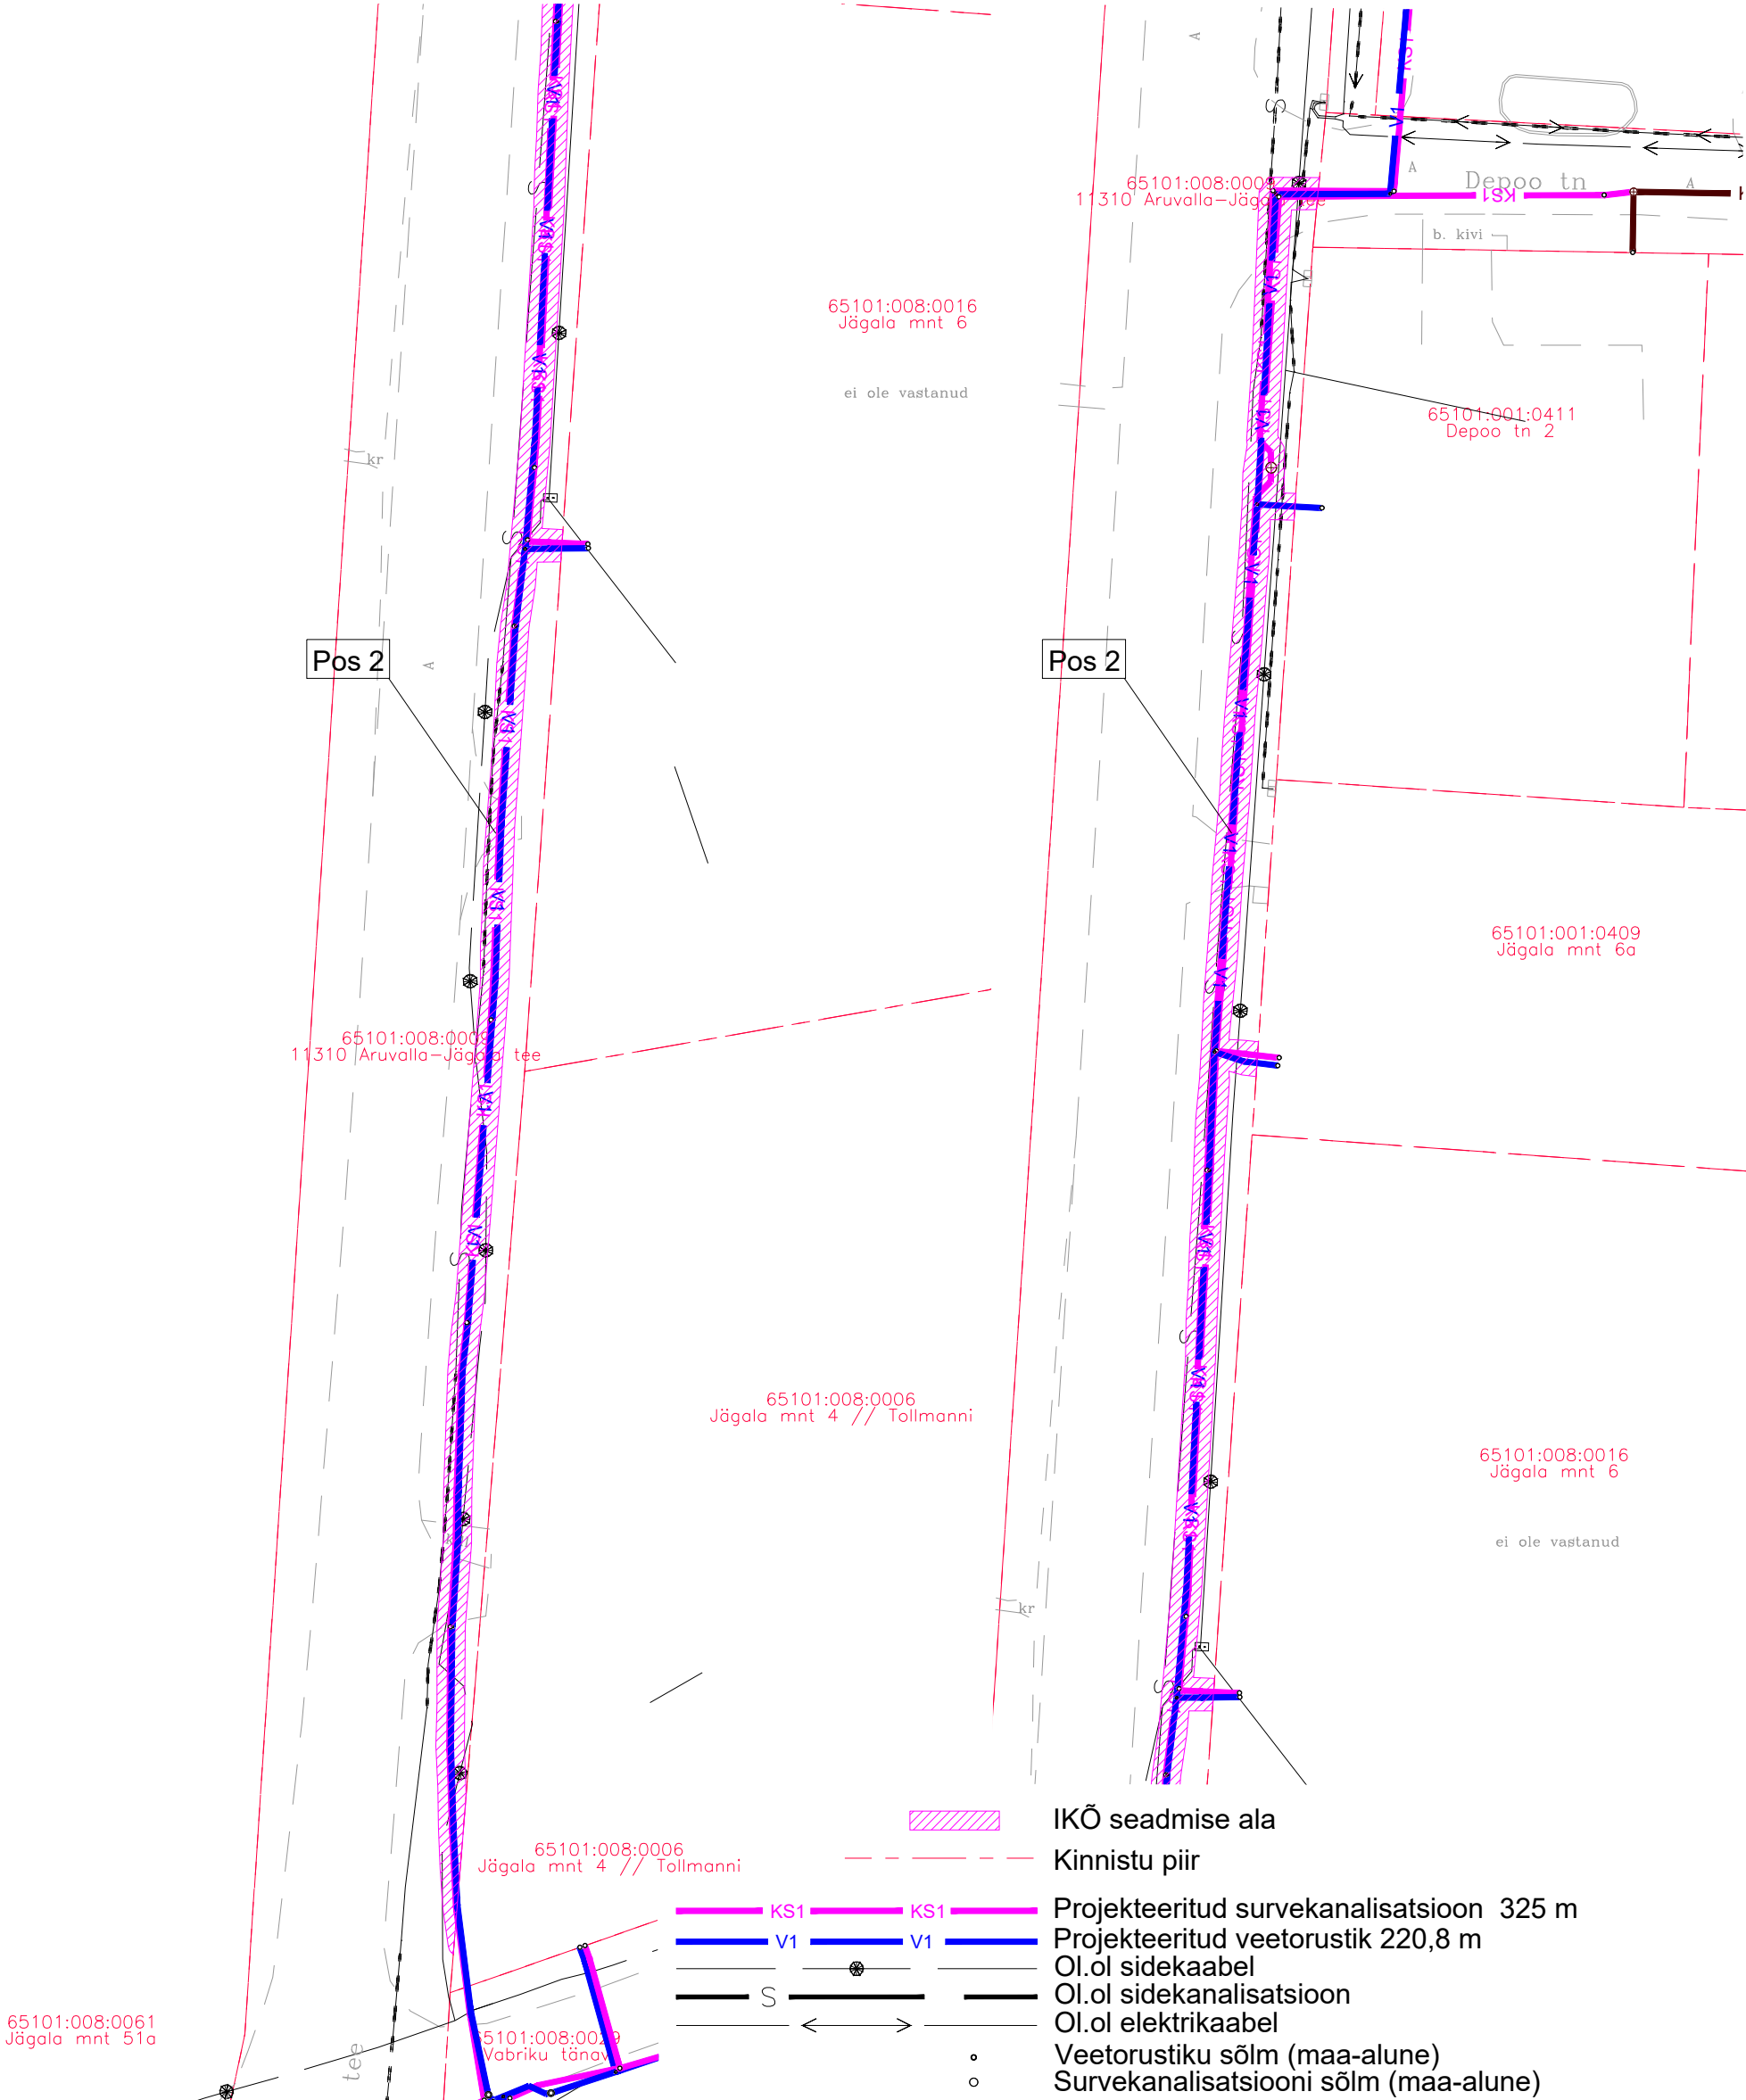 65101:008:0016
Jägala mnt 6
ei ole vastanud
kr
Pos 2
A
65101:008:0009
11310 Aruvalla-Jägala tee
65101:008:0006
Jägala mnt 4 // Tollmanni
65101:008:0006
Jägala mnt 4 // Tollmanni
65101:008:0061
Jägala mnt 51a
tee
65101:008:0029
Vabriku tänav
A
S
KS1
V1
A
Depoo tn
A
KS1
b. kivi
11310 Aruvalla-Jägala tee
65101:001:0411
Depoo tn 2
Pos 2
65101:001:0409
Jägala mnt 6a
65101:008:0016
Jägala mnt 6
ei ole vastanud
kr
S
V1
IKÕ seadmise ala
Kinnistu piir
KS1 KS1 Projekteeritud survekanalisatsioon 325 m
V1 V1 Projekteeritud veetorustik 220,8 m
Ol.ol sidekaabel
S Ol.ol sidekanalisatsioon
Ol.ol elektrikaabel
Veetorustiku sõlm (maa-alune)
Survekanalisatsiooni sõlm (maa-alune)